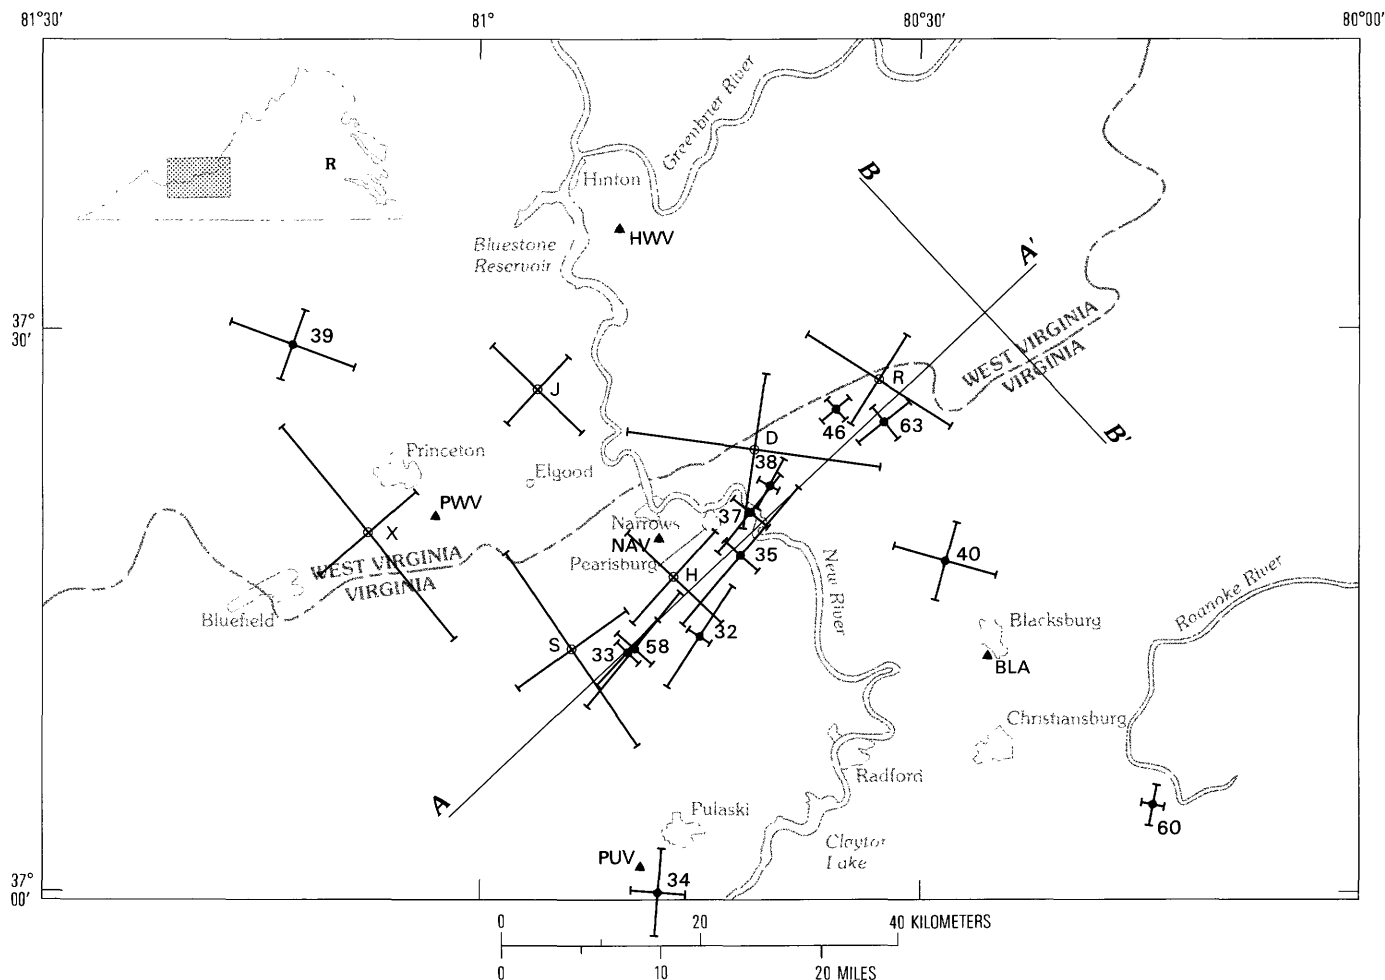 81°30′
81°
80°30′
80°00′
Greenbrier River
B
R
Hinton
HWV
Bluestone
Reservoir
A′
37°
30′
39
WEST VIRGINIA
VIRGINIA
J
R
46
63
B′
D
38
Princeton
Elgood
PWV
X
37
Narrows
NAV
35
Pearisburg
H
New River
40
WEST VIRGINIA
VIRGINIA
Bluefield
Roanoke River
Blacksburg
BLA
32
S
33
58
Christiansburg
A
Radford
Pulaski
Claytor
Lake
60
PUV
34
37°
00′
0 20 40 KILOMETERS
0 10 20 MILES